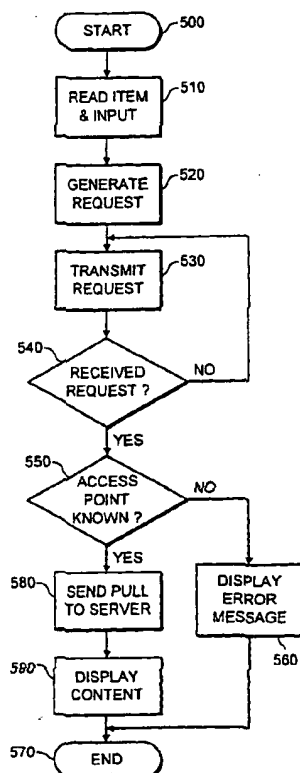 START
500
READ ITEM
& INPUT
510
GENERATE
REQUEST
520
TRANSMIT
REQUEST
530
540
RECEIVED
REQUEST ?
NO
YES
550
ACCESS
POINT
KNOWN ?
NO
YES
580
SEND PULL
TO SERVER
DISPLAY
ERROR
MESSAGE
560
590
DISPLAY
CONTENT
570
END